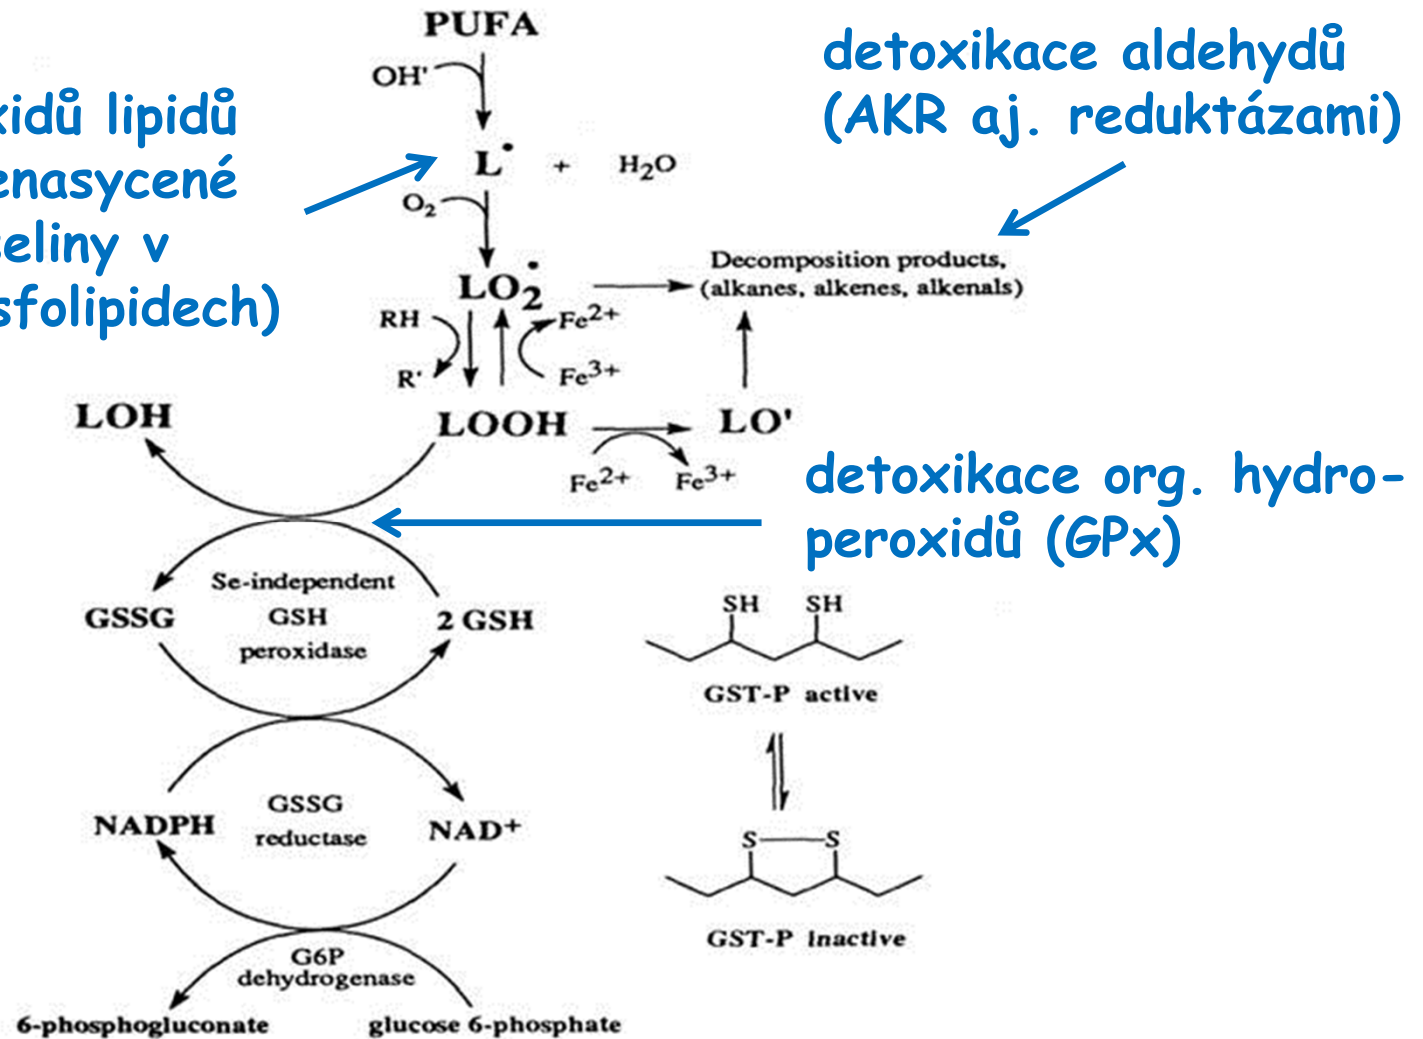 PUFA
OH'
L• + H2O
O2
LO2•
Decomposition products,
(alkanes, alkenes, alkenals)
RH
R'
Fe2+
Fe3+
LOH
LOOH
LO'
Fe2+
Fe3+
GSSG
Se-independent
GSH
peroxidase
2 GSH
NADPH
GSSG
reductase
NAD+
G6P
dehydrogenase
6-phosphogluconate
glucose 6-phosphate
SH SH
GST-P active
S S
GST-P inactive
xidů lipidů
enasycené
eliny v
sfolipidech)
detoxikace aldehydů
(AKR aj. reduktázami)
detoxikace org. hydro-
peroxidů (GPx)